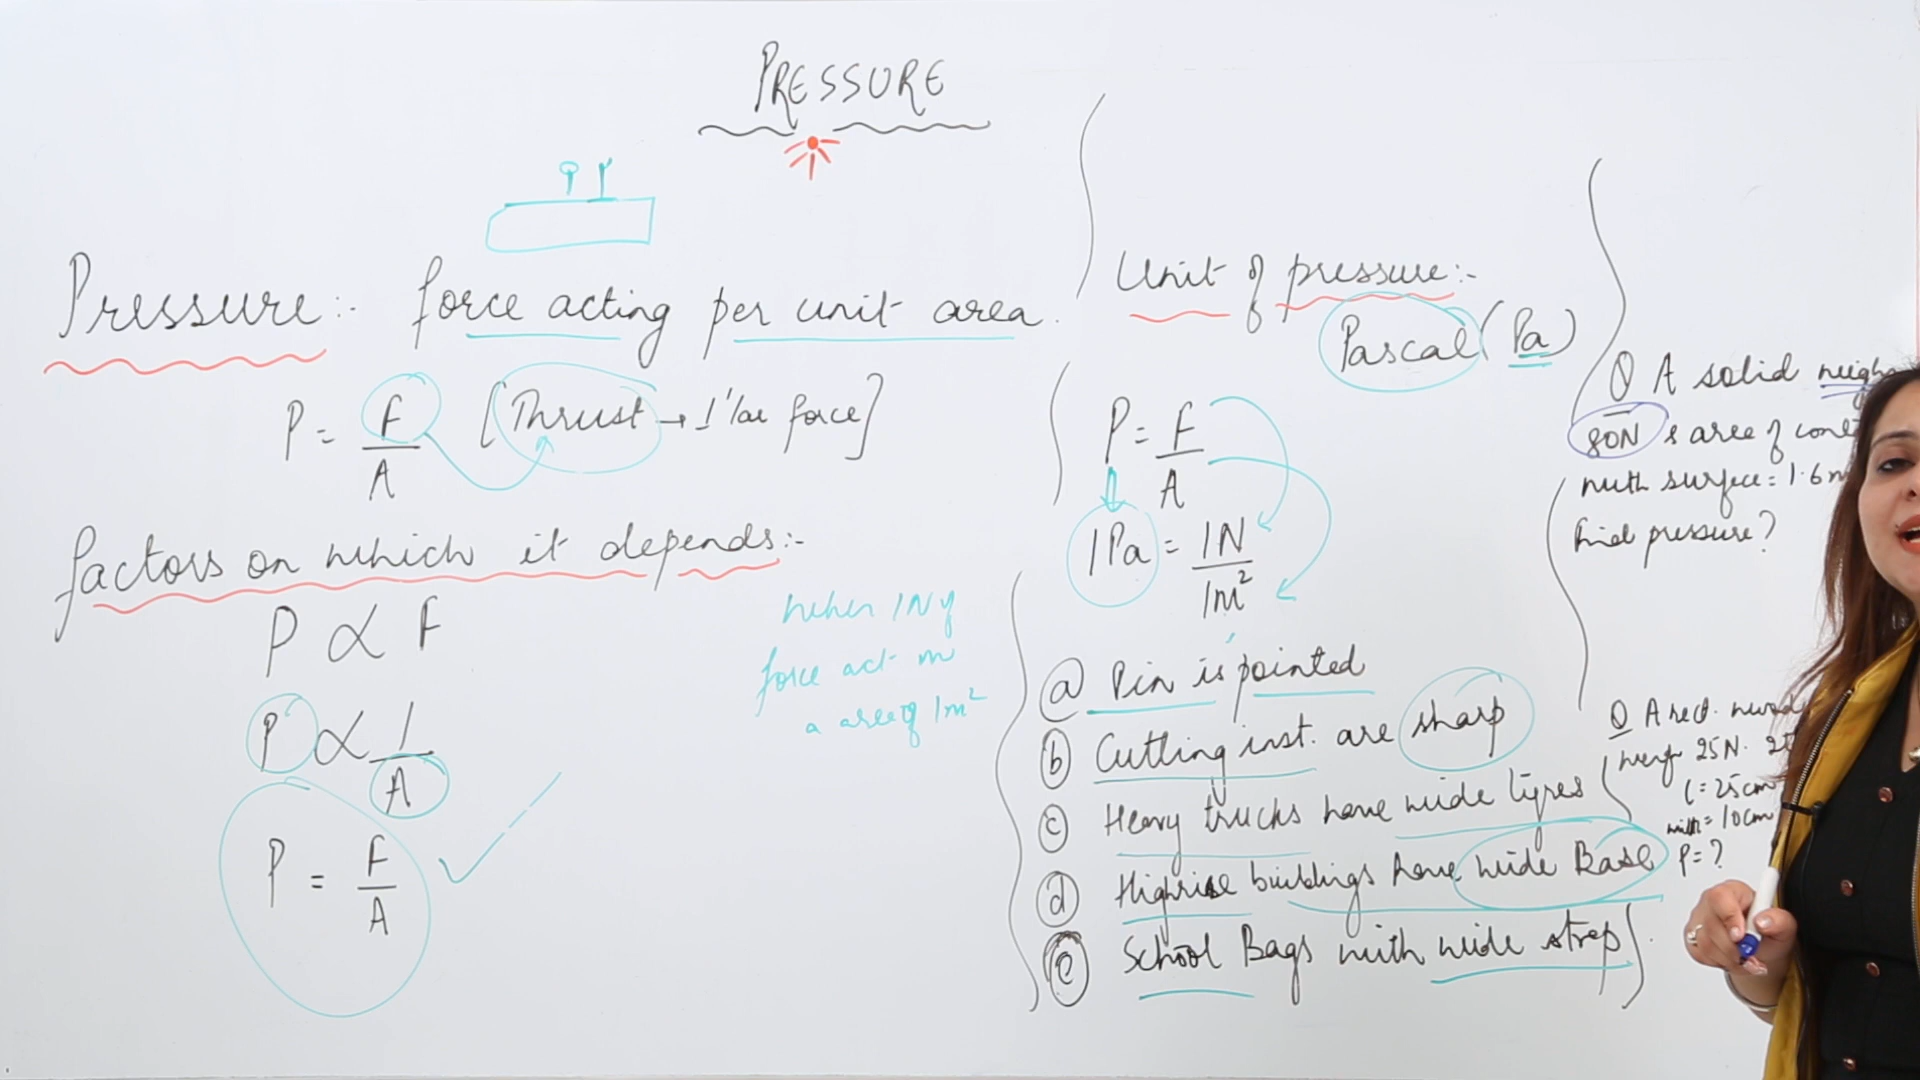 PRESSURE
Pressure:- force acting per unit area.
P = F/A [Thrust → ⊥'lar force]
factors on which it depends:-
P ∝ F
P ∝ 1/A
P = F/A
when 1N of
force act on
a area of 1m²
Unit of pressure:-
Pascal (Pa)
P = F/A
1Pa = 1N/1m²
(a) Pin is pointed
(b) Cutting inst. are sharp
(c) Heavy trucks have wide tyres
(d) Highrise buildings have wide Base
(e) School Bags with wide strap
Q A solid
80N & area of
with surface = 1.6
find pressure?
Q A rect.
25N.
l = 25cm
= 10cm
P = ?